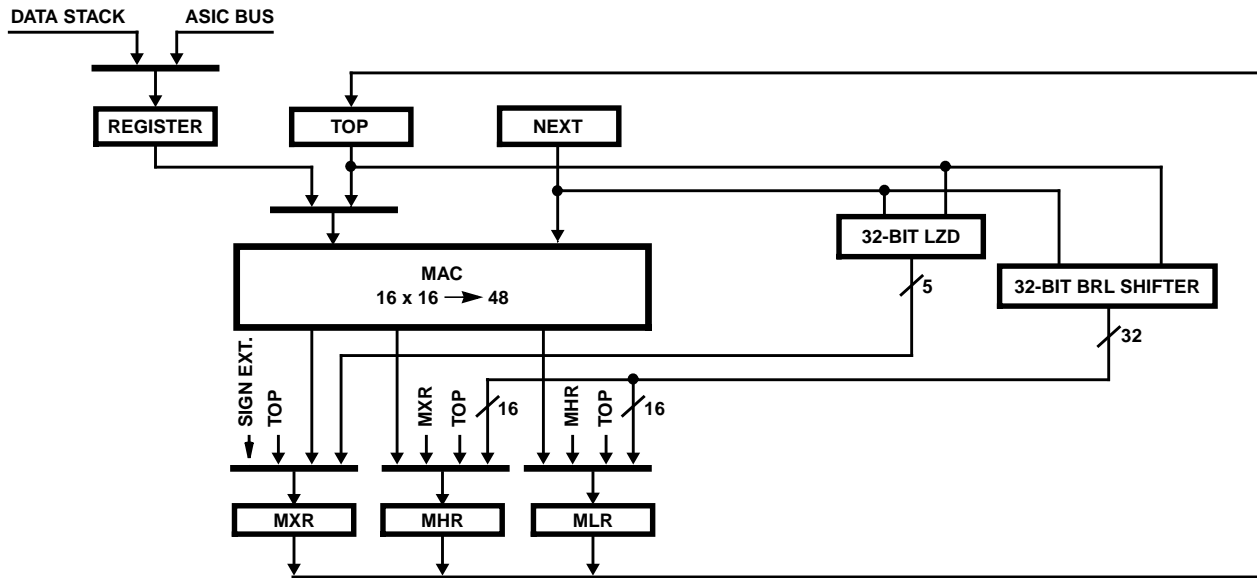 DATA STACK
ASIC BUS
REGISTER
TOP
NEXT
32-BIT LZD
MAC
16 x 16 → 48
5
32-BIT BRL SHIFTER
32
SIGN EXT.
TOP
MXR
TOP
16
MHR
TOP
16
MXR
MHR
MLR